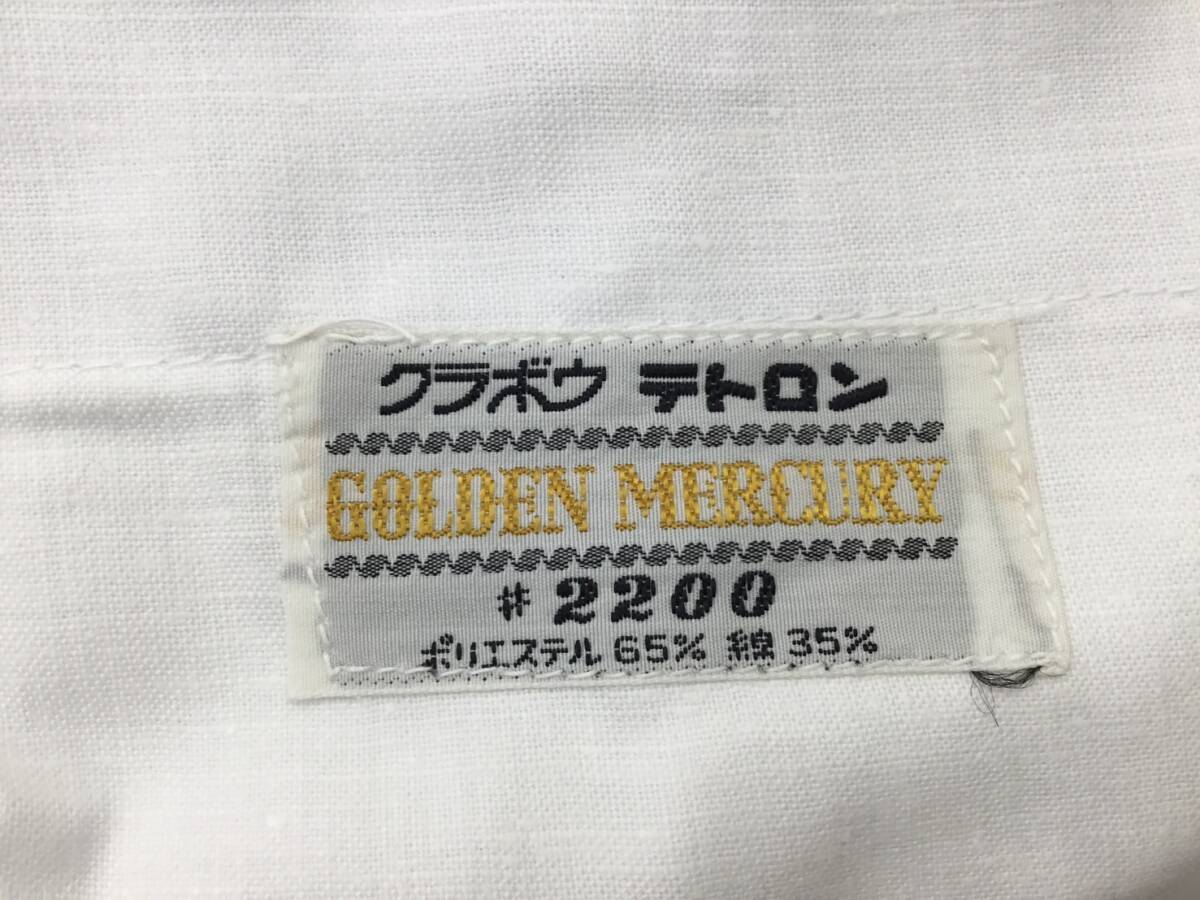 クラボウ テトロン
GOLDEN MERCURY
# 2200
ポリエステル 65% 綿 35%